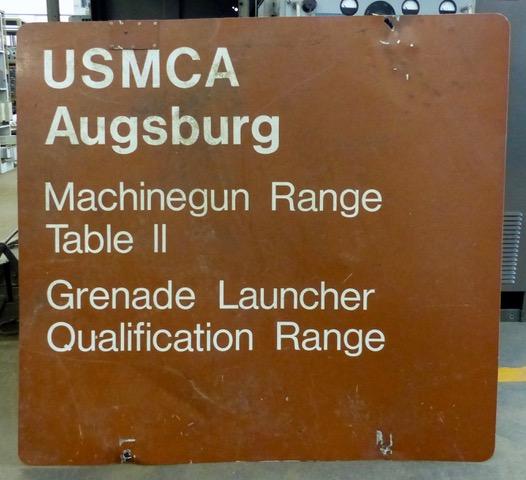 USMCA
Augsburg
Machinegun Range
Table II
Grenade Launcher
Qualification Range